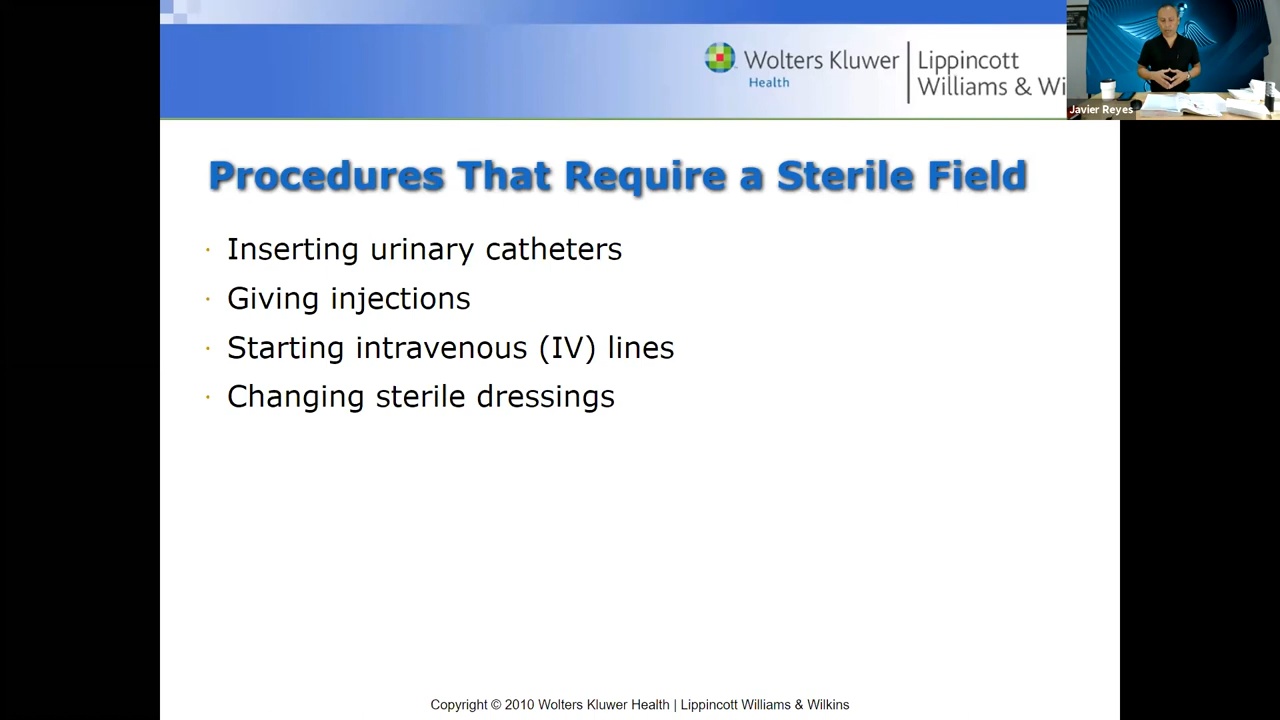 Wolters Kluwer
Health
Lippincott
Williams & Wi
Javier Reyes
Procedures That Require a Sterile Field
· Inserting urinary catheters
· Giving injections
· Starting intravenous (IV) lines
· Changing sterile dressings
Copyright © 2010 Wolters Kluwer Health | Lippincott Williams & Wilkins